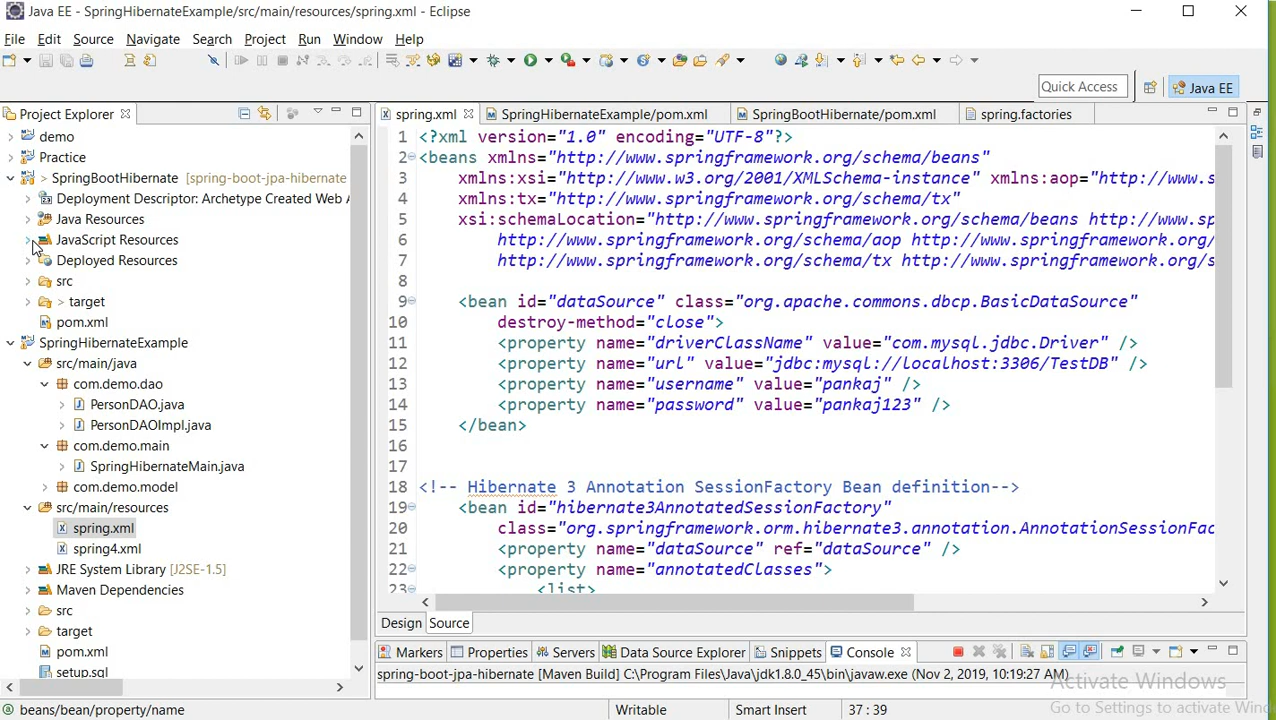 Java EE - SpringHibernateExample/src/main/resources/spring.xml - Eclipse
File Edit Source Navigate Search Project Run Window Help
Quick Access
Java EE
Project Explorer
demo
Practice
> SpringBootHibernate [spring-boot-jpa-hibernate
Deployment Descriptor: Archetype Created Web A
Java Resources
JavaScript Resources
Deployed Resources
src
> target
pom.xml
SpringHibernateExample
src/main/java
com.demo.dao
PersonDAO.java
PersonDAOImpl.java
com.demo.main
SpringHibernateMain.java
com.demo.model
src/main/resources
spring.xml
spring4.xml
JRE System Library [J2SE-1.5]
Maven Dependencies
src
target
pom.xml
setup.sql
spring.xml SpringHibernateExample/pom.xml SpringBootHibernate/pom.xml spring.factories
1 <?xml version="1.0" encoding="UTF-8"?>
2 <beans xmlns="http://www.springframework.org/schema/beans"
3 xmlns:xsi="http://www.w3.org/2001/XMLSchema-instance" xmlns:aop="http://www.s
4 xmlns:tx="http://www.springframework.org/schema/tx"
5 xsi:schemaLocation="http://www.springframework.org/schema/beans http://www.sp
6 http://www.springframework.org/schema/aop http://www.springframework.org/
7 http://www.springframework.org/schema/tx http://www.springframework.org/s
8
9 <bean id="dataSource" class="org.apache.commons.dbcp.BasicDataSource"
10 destroy-method="close">
11 <property name="driverClassName" value="com.mysql.jdbc.Driver" />
12 <property name="url" value="jdbc:mysql://localhost:3306/TestDB" />
13 <property name="username" value="pankaj" />
14 <property name="password" value="pankaj123" />
15 </bean>
16
17
18 <!-- Hibernate 3 Annotation SessionFactory Bean definition-->
19 <bean id="hibernate3AnnotatedSessionFactory"
20 class="org.springframework.orm.hibernate3.annotation.AnnotationSessionFac
21 <property name="dataSource" ref="dataSource" />
22 <property name="annotatedClasses">
23 <list>
Design Source
Markers Properties Servers Data Source Explorer Snippets Console
spring-boot-jpa-hibernate [Maven Build] C:\Program Files\Java\jdk1.8.0_45\bin\javaw.exe (Nov 2, 2019, 10:19:27 AM)
Activate Windows
Go to Settings to activate Wind
beans/bean/property/name Writable Smart Insert 37 : 39